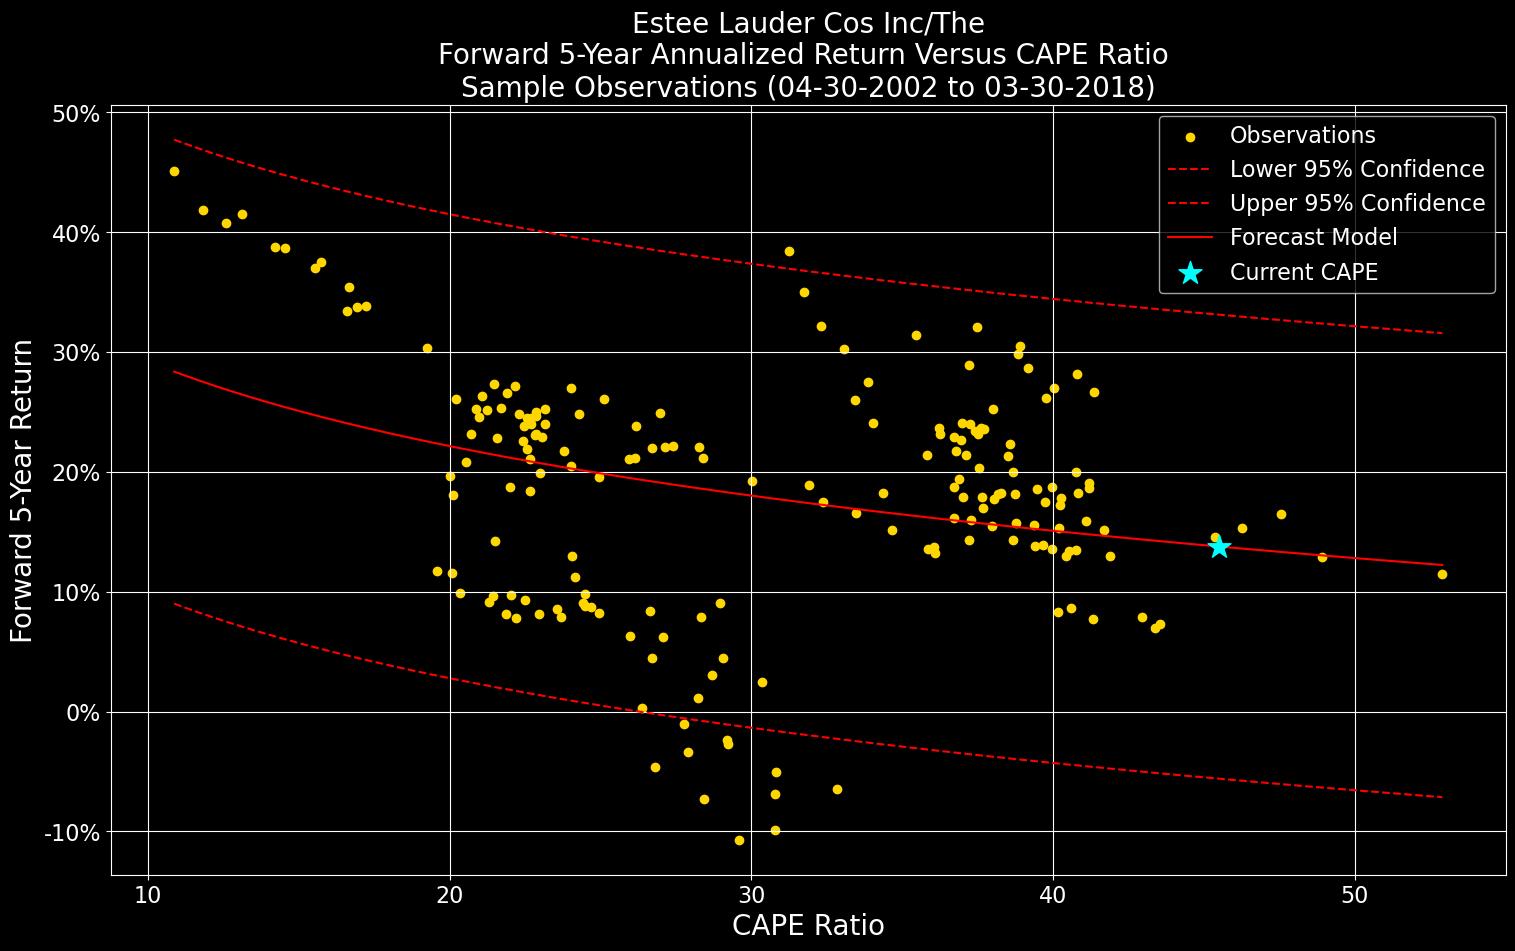 Estee Lauder Cos Inc/The
Forward 5-Year Annualized Return Versus CAPE Ratio
Sample Observations (04-30-2002 to 03-30-2018)
Observations
Lower 95% Confidence
Upper 95% Confidence
Forecast Model
Current CAPE
Forward 5-Year Return
50%
40%
30%
20%
10%
0%
-10%
10 20 30 40 50
CAPE Ratio